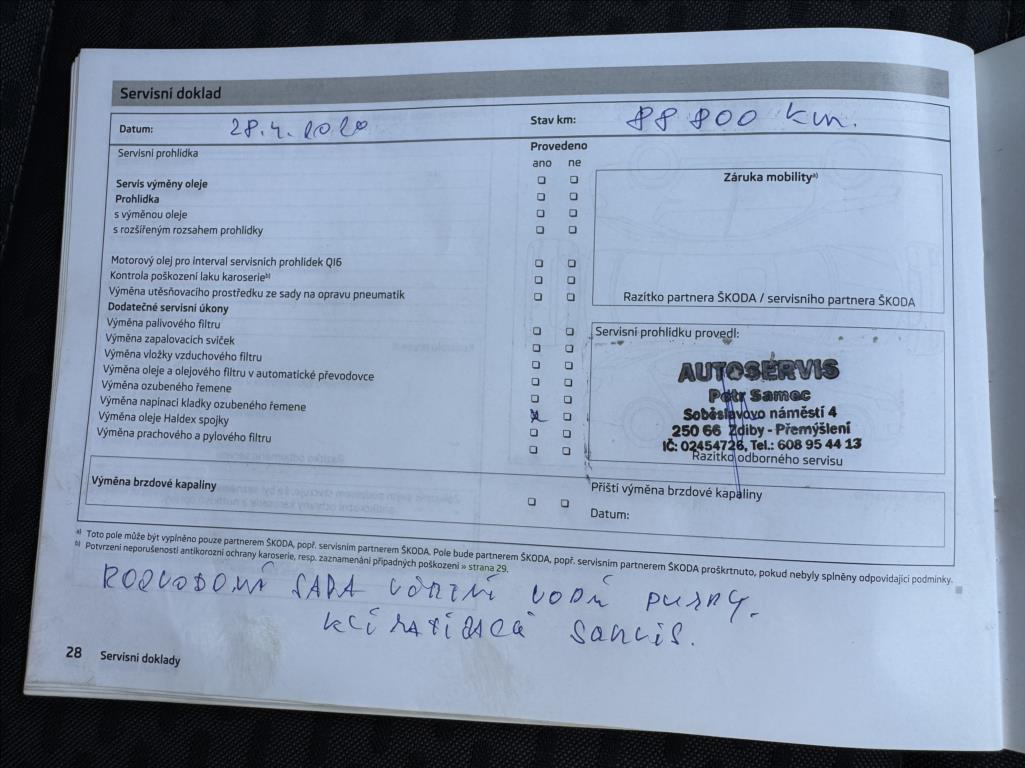 Servisní doklad
Datum: 28.4.2020 Stav km: 88 800 km.
Servisní prohlídka Provedeno
ano ne
Servis výměny oleje
Prohlídka
s výměnou oleje
s rozšířeným rozsahem prohlídky
Motorový olej pro interval servisních prohlídek QI6
Kontrola poškození laku karoserie b)
Výměna utěsňovacího prostředku ze sady na opravu pneumatik
Dodatečné servisní úkony
Výměna palivového filtru
Výměna zapalovacích svíček
Výměna vložky vzduchového filtru
Výměna oleje a olejového filtru v automatické převodovce
Výměna ozubeného řemene
Výměna napínací kladky ozubeného řemene
Výměna oleje Haldex spojky
Výměna prachového a pylového filtru
Záruka mobility a)
Razítko partnera ŠKODA / servisního partnera ŠKODA
Servisní prohlídku provedl:
AUTOSERVIS
Petr Samec
Soběslavovo náměstí 4
250 66 Zdiby - Přemýšlení
IČ: 02454726, Tel.: 608 95 44 13
Razítko odborného servisu
Výměna brzdové kapaliny
Příští výměna brzdové kapaliny
Datum:
a) Toto pole může být vyplněno pouze partnerem ŠKODA, popř. servisním partnerem ŠKODA. Pole bude partnerem ŠKODA, popř. servisním partnerem ŠKODA proškrtnuto, pokud nebyly splněny odpovídající podmínky.
b) Potvrzení neporušenosti antikorozní ochrany karoserie, resp. zaznamenání případných poškození » strana 29.
ROZVODOVÁ SADA VČETNĚ VODNÍ PUMPY.
KLIMATIZACE SERVIS.
28 Servisní doklady